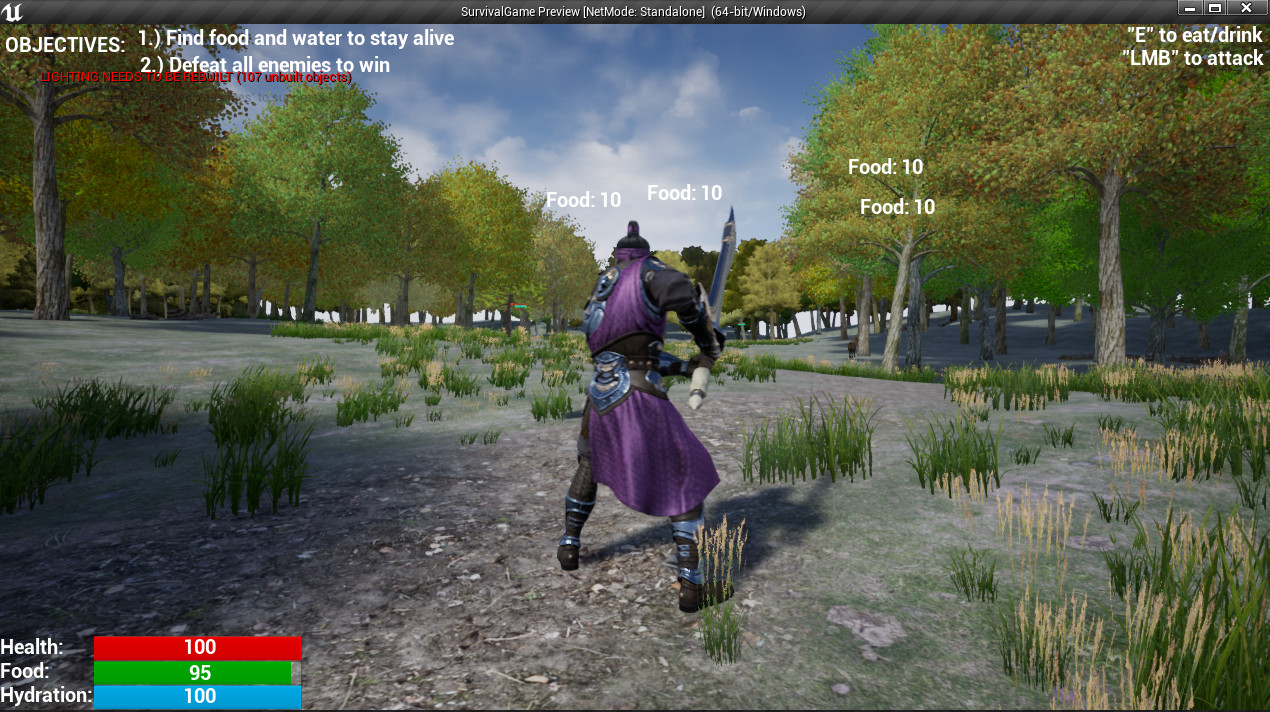 SurvivalGame Preview [NetMode: Standalone] (64-bit/Windows)
OBJECTIVES:
1.) Find food and water to stay alive
2.) Defeat all enemies to win
LIGHTING NEEDS TO BE REBUILT (107 unbuilt objects)
"E" to eat/drink
"LMB" to attack
Food: 10
Food: 10
Food: 10
Food: 10
Health: 100
Food: 95
Hydration: 100